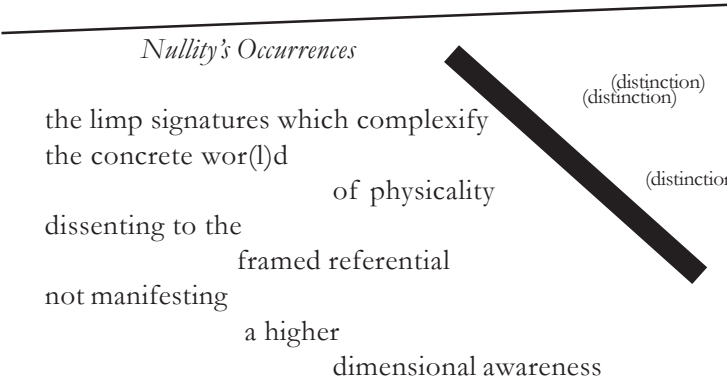 Nullity's Occurrences
(distinction)
(distinction)
the limp signatures which complexify
the concrete wor(l)d
(distinction
of physicality
dissenting to the
framed referential
not manifesting
a higher
dimensional awareness